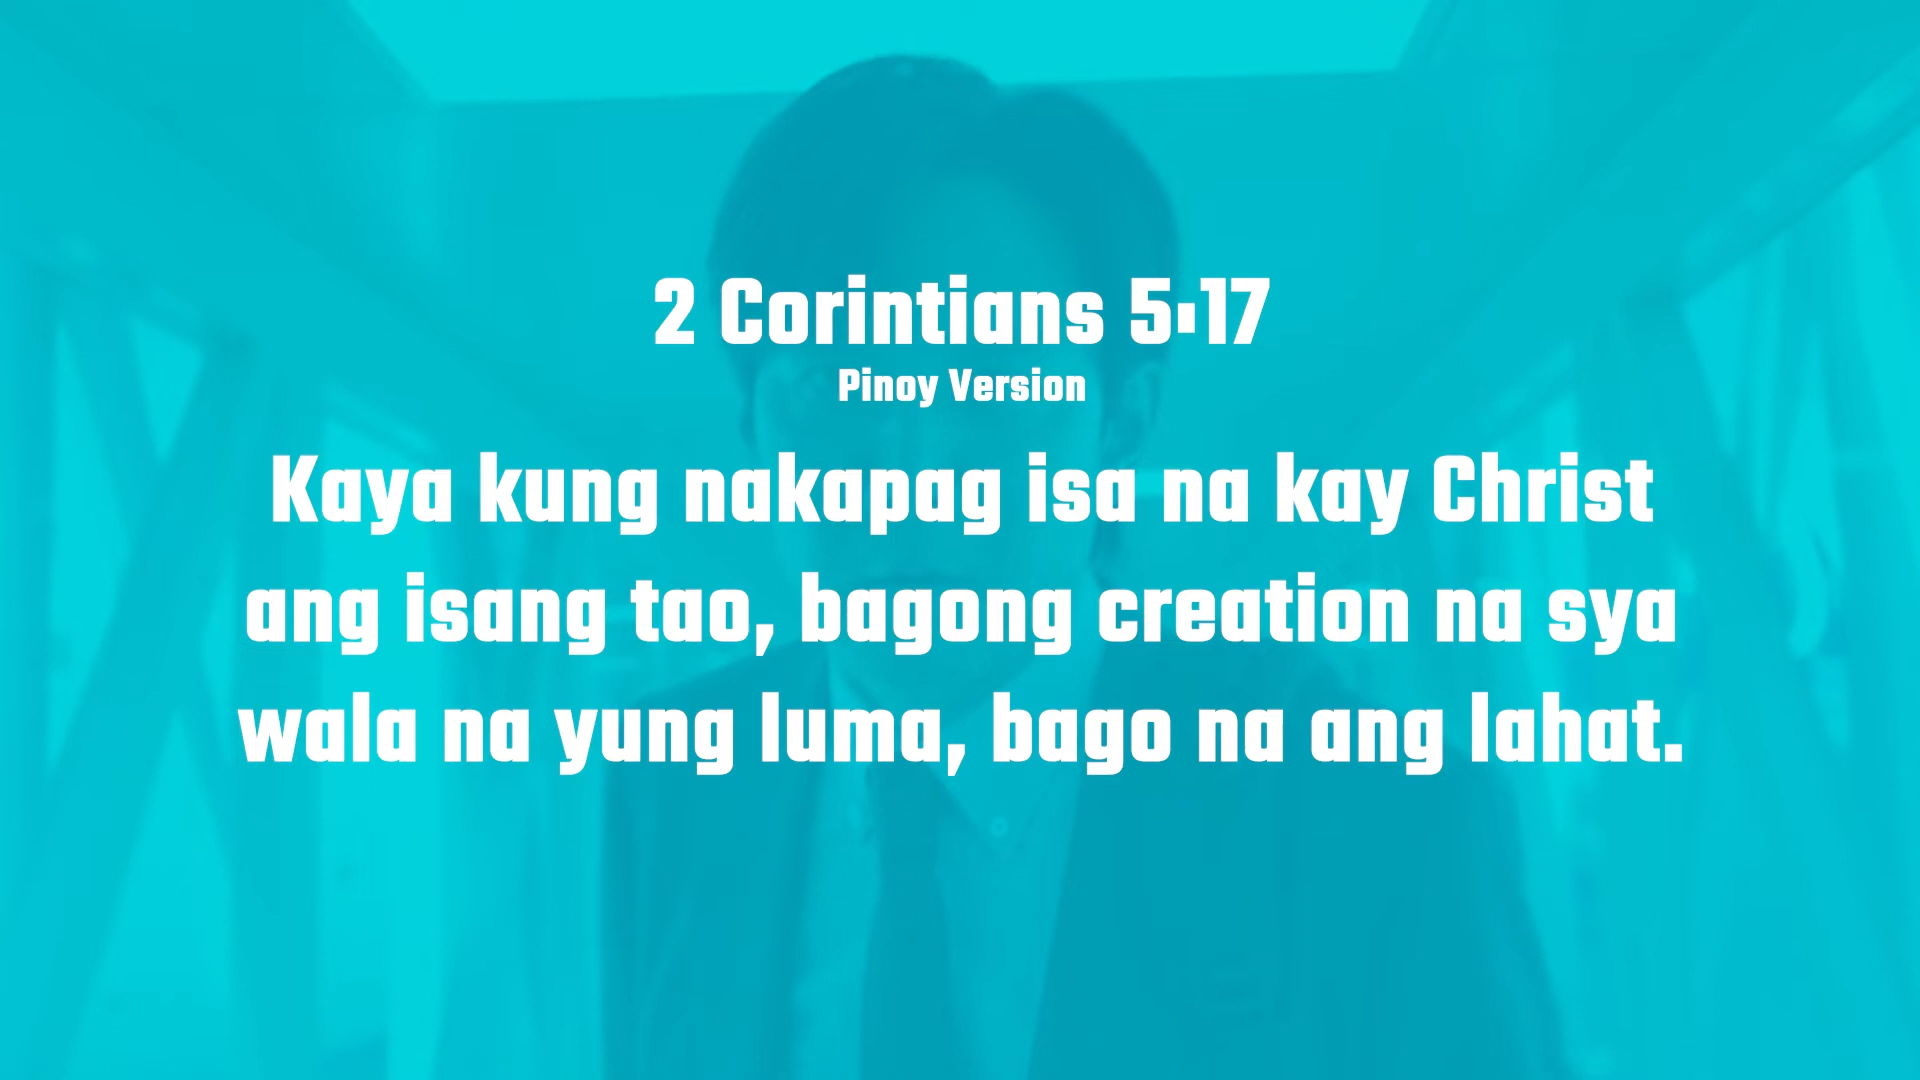 2 Corintians 5:17
Pinoy Version
Kaya kung nakapag isa na kay Christ
ang isang tao, bagong creation na sya
wala na yung luma, bago na ang lahat.